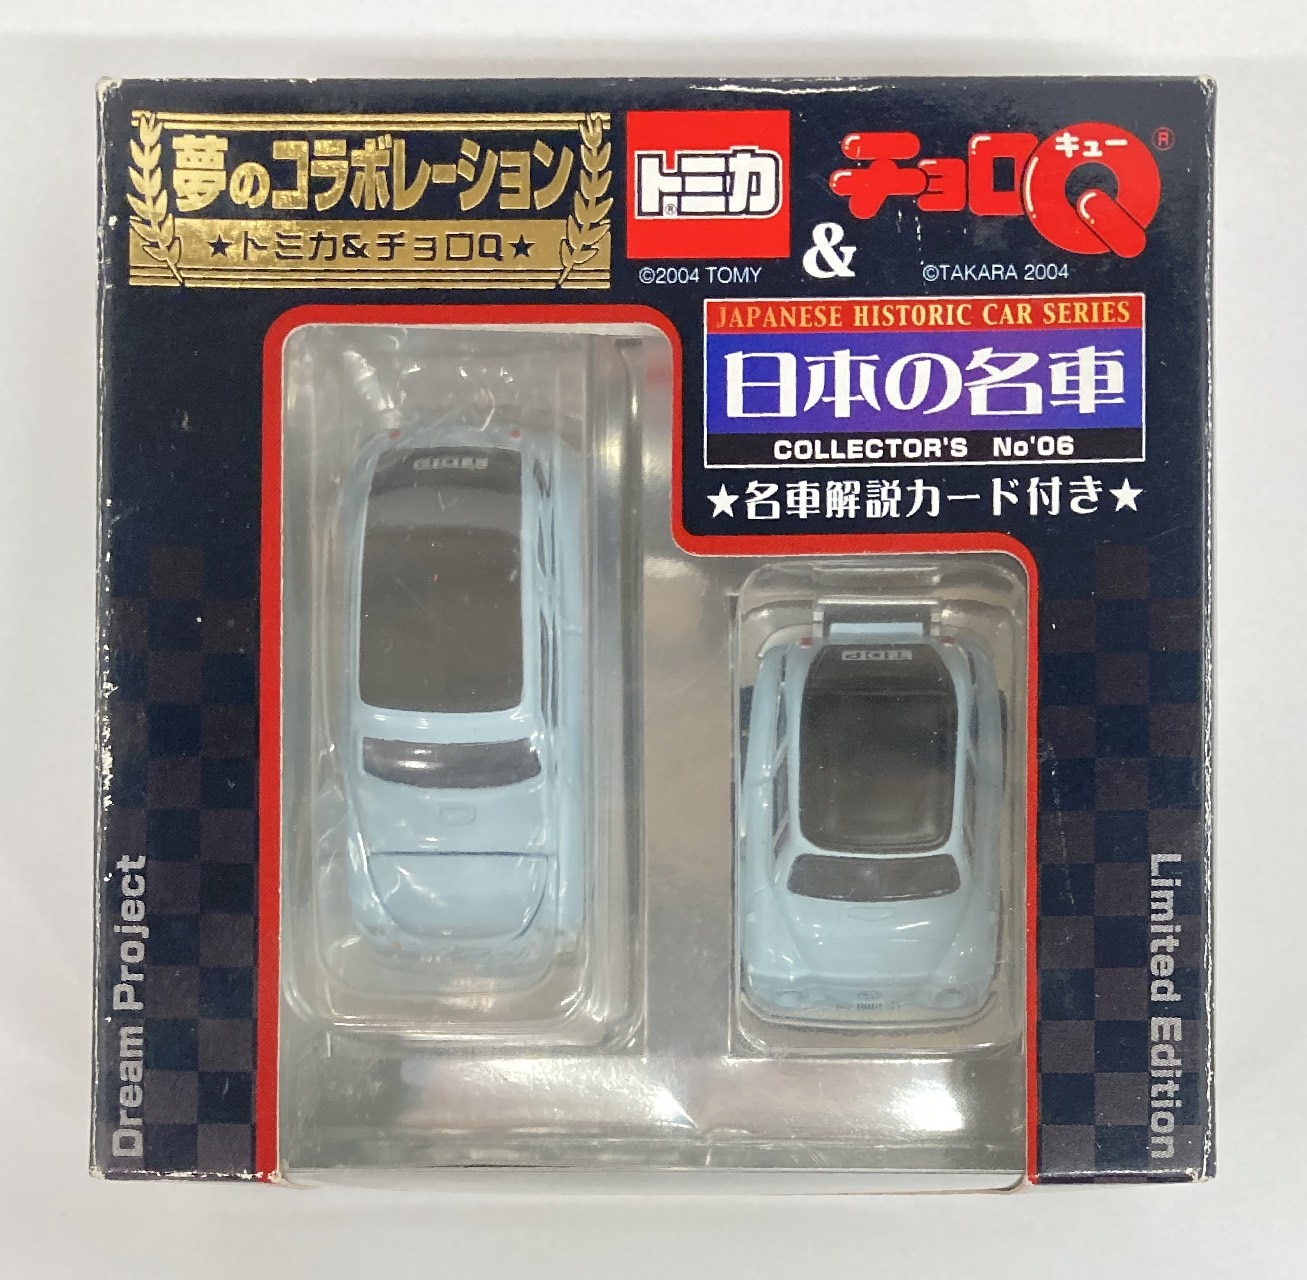 夢のコラボレーション
★トミカ&チョロQ★
トミカ®
©2004 TOMY
&
チョロQ キュー ®
©TAKARA 2004
JAPANESE HISTORIC CAR SERIES
日本の名車
COLLECTOR'S No'06
★名車解説カード付き★
Dream Project
Limited Edition